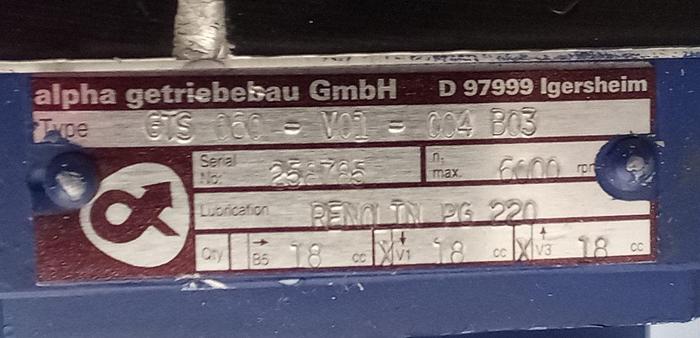 alpha getriebebau GmbH D 97999 Igersheim
Type GTS 060 - V01 - 004 B03
Serial No: 258785 n, max. 6000 rpm
Lubrication RENOLIN PG 220
Qty B5 18 cc X V1 18 cc X V3 18 cc